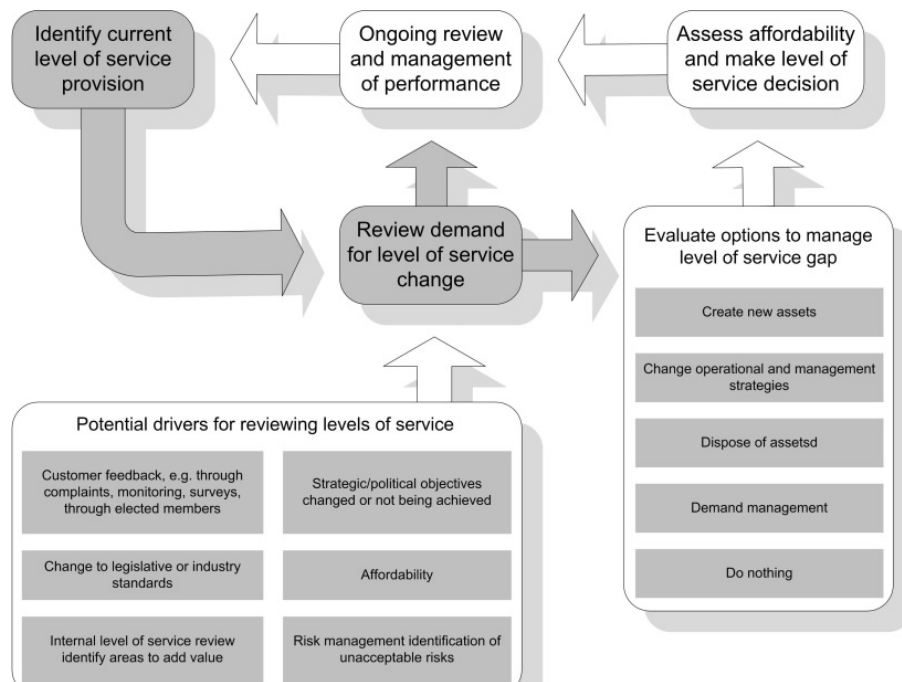 Identify current
level of service
provision
Ongoing review
and management
of performance
Assess affordability
and make level of
service decision
Review demand
for level of service
change
Evaluate options to manage
level of service gap
Create new assets
Change operational and management
strategies
Dispose of assetsd
Demand management
Do nothing
Potential drivers for reviewing levels of service
Customer feedback, e.g. through
complaints, monitoring, surveys,
through elected members
Strategic/political objectives
changed or not being achieved
Change to legislative or industry
standards
Affordability
Internal level of service review
identify areas to add value
Risk management identification of
unacceptable risks